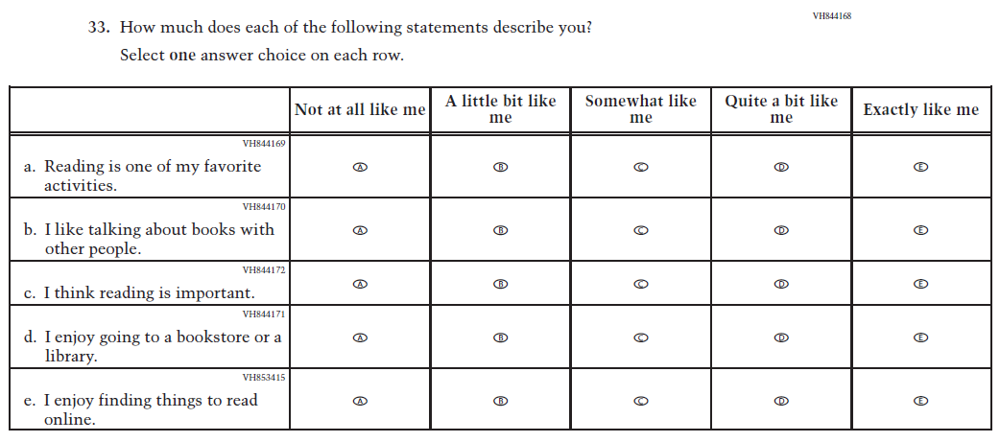 VH844168
33. How much does each of the following statements describe you?
Select one answer choice on each row.
Not at all like me
A little bit like
me
Somewhat like
me
Quite a bit like
me
Exactly like me
VH844169
a. Reading is one of my favorite
activities.
A B C D E
VH844170
b. I like talking about books with
other people.
A B C D E
VH844172
c. I think reading is important.
A B C D E
VH844171
d. I enjoy going to a bookstore or a
library.
A B C D E
VH853415
e. I enjoy finding things to read
online.
A B C D E